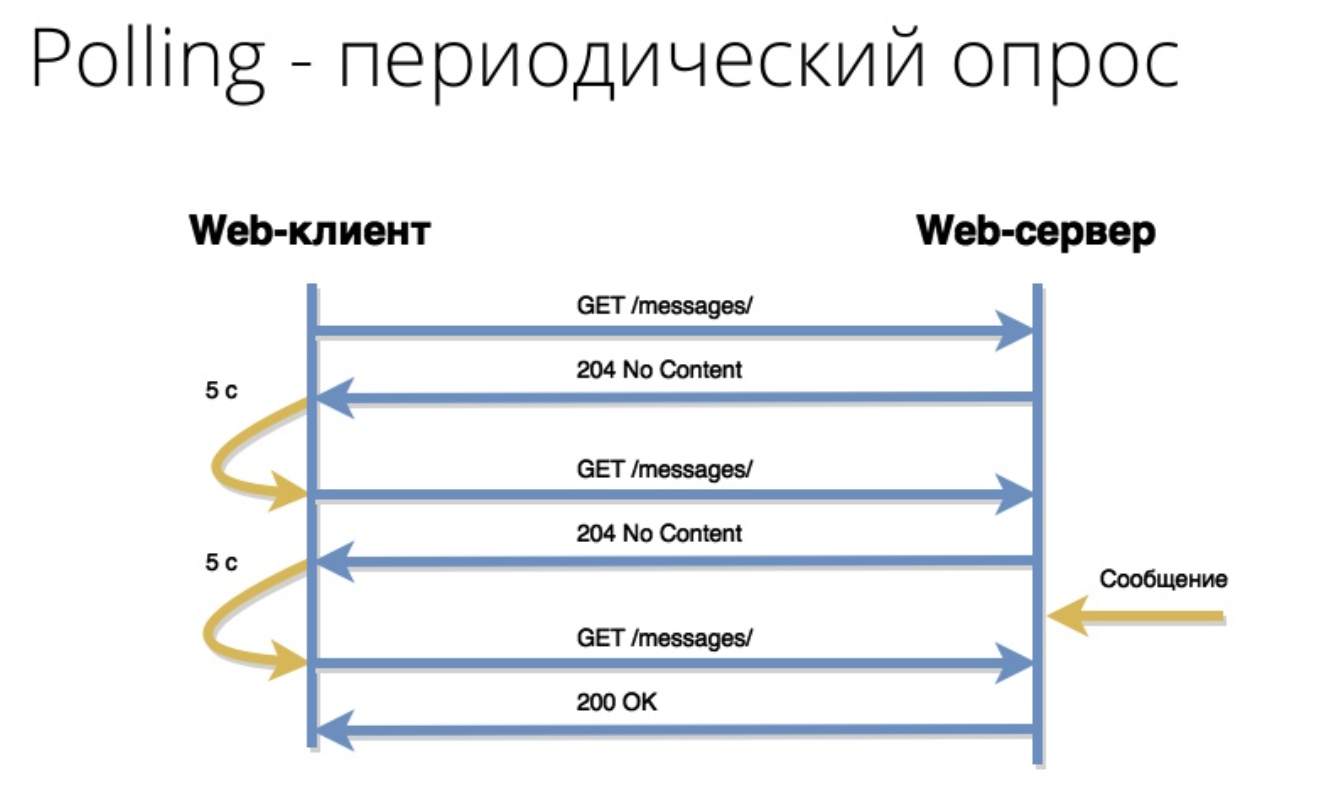 Polling - периодический опрос
Web-клиент
Web-сервер
GET /messages/
204 No Content
5 с
GET /messages/
204 No Content
5 с
Сообщение
GET /messages/
200 OK